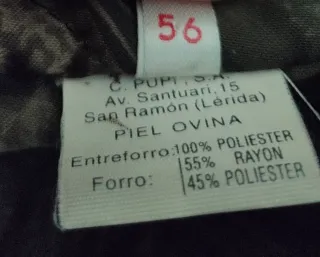 56
C. PUPI, S.A.
Av. Santuari, 15
San Ramón (Lérida)
PIEL OVINA
Entreforro: 100% POLIESTER
Forro: 55% RAYON
45% POLIESTER